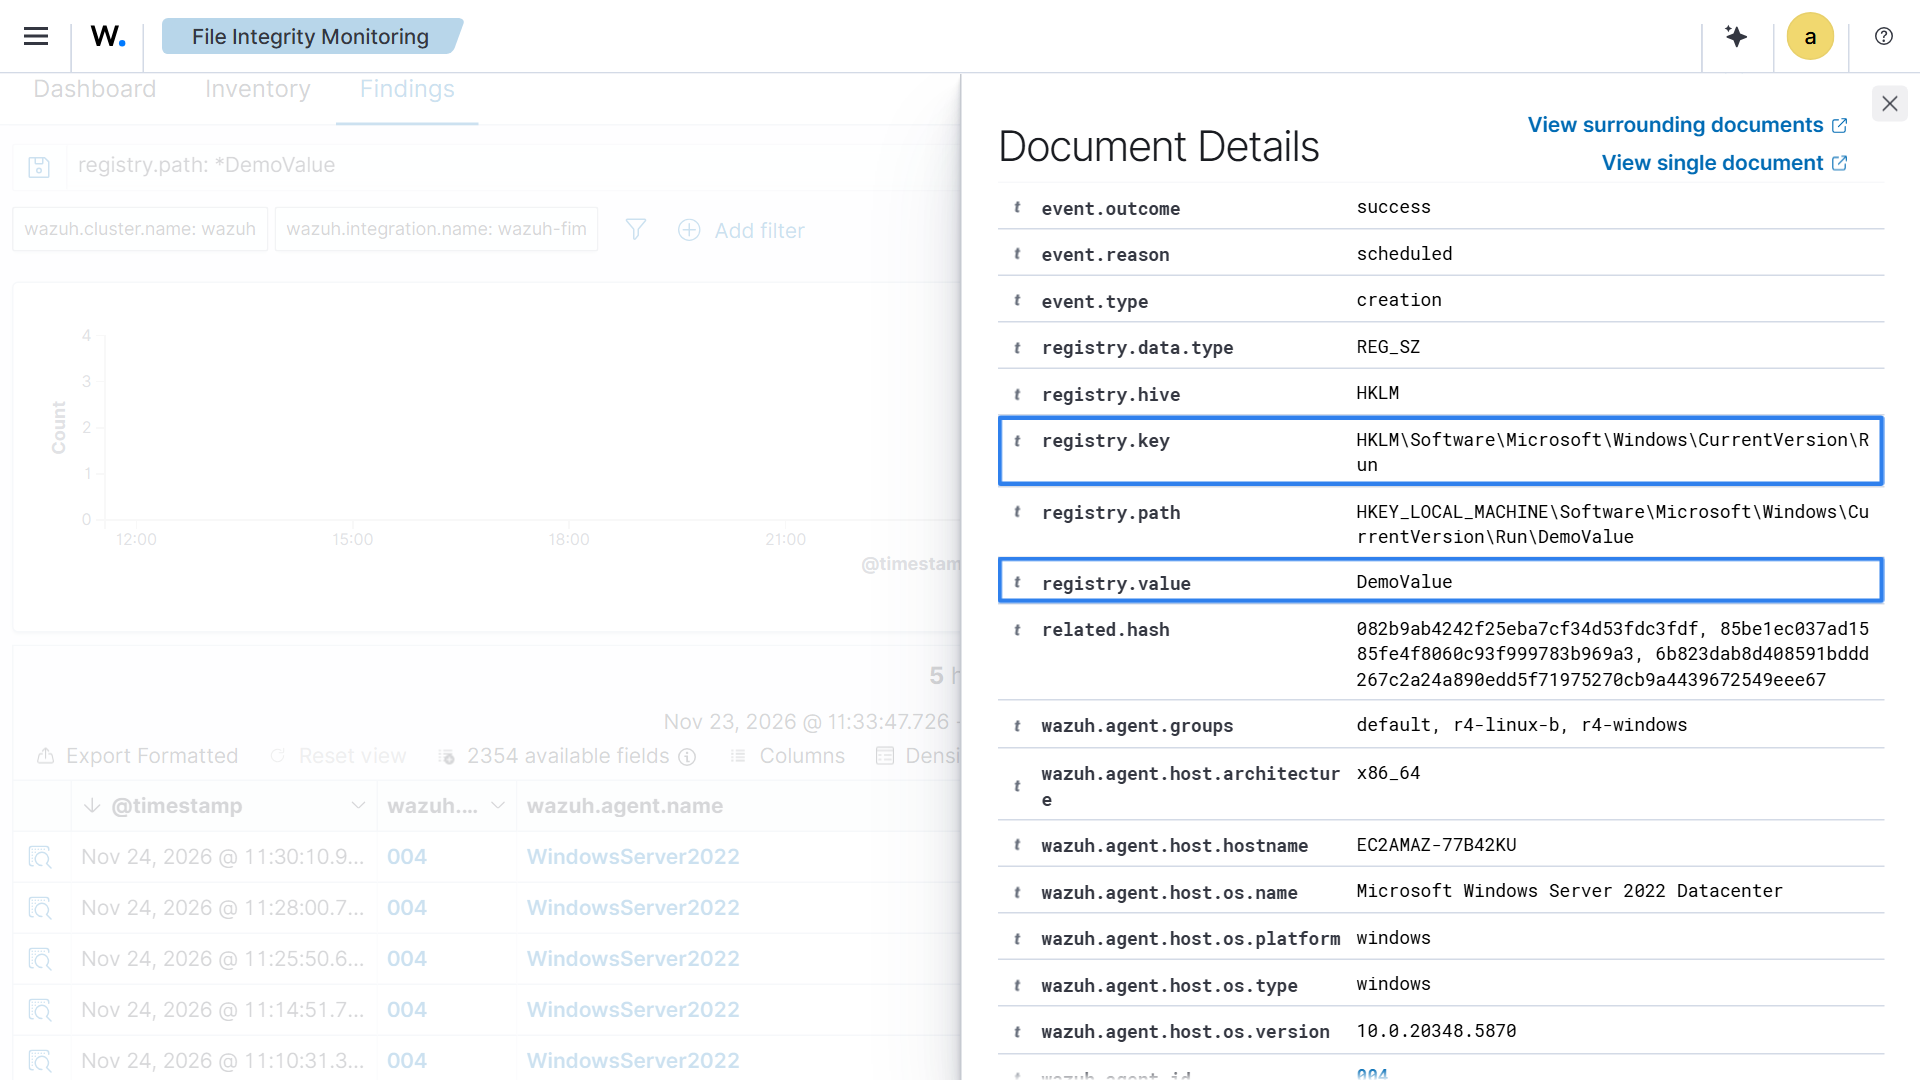 W.
File Integrity Monitoring
a
Dashboard
Inventory
Findings
registry.path: *DemoValue
wazuh.cluster.name: wazuh
wazuh.integration.name: wazuh-fim
Add filter
Count
4
3
2
1
0
12:00
15:00
18:00
21:00
@timestam
5 h
Nov 23, 2026 @ 11:33:47.726 -
Export Formatted
Reset view
2354 available fields
Columns
Densi
@timestamp
wazuh....
wazuh.agent.name
Nov 24, 2026 @ 11:30:10.9... 004 WindowsServer2022
Nov 24, 2026 @ 11:28:00.7... 004 WindowsServer2022
Nov 24, 2026 @ 11:25:50.6... 004 WindowsServer2022
Nov 24, 2026 @ 11:14:51.7... 004 WindowsServer2022
Nov 24, 2026 @ 11:10:31.3... 004 WindowsServer2022
Document Details
View surrounding documents
View single document
t event.outcome success
t event.reason scheduled
t event.type creation
t registry.data.type REG_SZ
t registry.hive HKLM
t registry.key HKLM\Software\Microsoft\Windows\CurrentVersion\R
un
t registry.path HKEY_LOCAL_MACHINE\Software\Microsoft\Windows\Cu
rrentVersion\Run\DemoValue
t registry.value DemoValue
t related.hash 082b9ab4242f25eba7cf34d53fdc3fdf, 85be1ec037ad15
85fe4f8060c93f999783b969a3, 6b823dab8d408591bddd
267c2a24a890edd5f71975270cb9a4439672549eee67
t wazuh.agent.groups default, r4-linux-b, r4-windows
t wazuh.agent.host.architectur x86_64
e
t wazuh.agent.host.hostname EC2AMAZ-77B42KU
t wazuh.agent.host.os.name Microsoft Windows Server 2022 Datacenter
t wazuh.agent.host.os.platform windows
t wazuh.agent.host.os.type windows
t wazuh.agent.host.os.version 10.0.20348.5870
t wazuh.agent.id 004